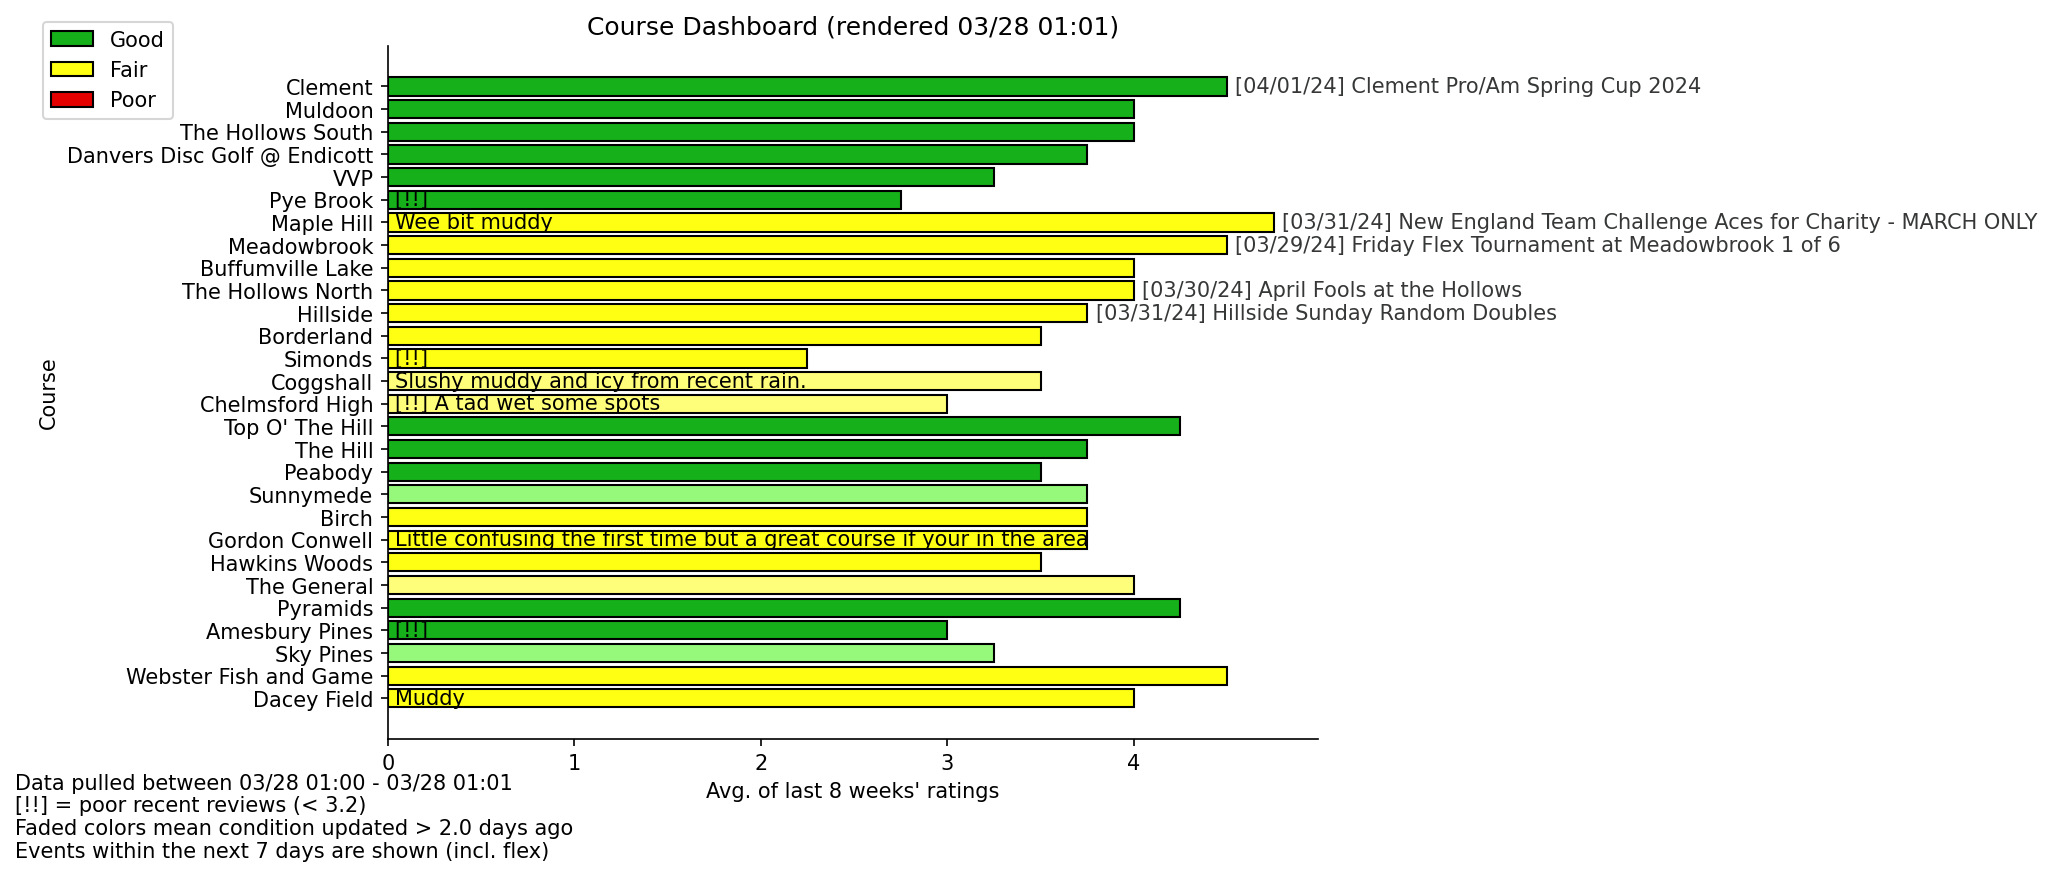 Course Dashboard (rendered 03/28 01:01)
Good
Fair
Poor
Clement [04/01/24] Clement Pro/Am Spring Cup 2024
Muldoon
The Hollows South
Danvers Disc Golf @ Endicott
VVP
Pye Brook [!!]
Maple Hill Wee bit muddy [03/31/24] New England Team Challenge Aces for Charity - MARCH ONLY
Meadowbrook [03/29/24] Friday Flex Tournament at Meadowbrook 1 of 6
Buffumville Lake
The Hollows North [03/30/24] April Fools at the Hollows
Hillside [03/31/24] Hillside Sunday Random Doubles
Borderland
Simonds [!!]
Coggshall Slushy muddy and icy from recent rain.
Chelmsford High [!!] A tad wet some spots
Top O' The Hill
The Hill
Peabody
Sunnymede
Birch
Gordon Conwell Little confusing the first time but a great course if your in the area
Hawkins Woods
The General
Pyramids
Amesbury Pines [!!]
Sky Pines
Webster Fish and Game
Dacey Field Muddy
Course
0 1 2 3 4
Avg. of last 8 weeks' ratings
Data pulled between 03/28 01:00 - 03/28 01:01
[!!] = poor recent reviews (< 3.2)
Faded colors mean condition updated > 2.0 days ago
Events within the next 7 days are shown (incl. flex)